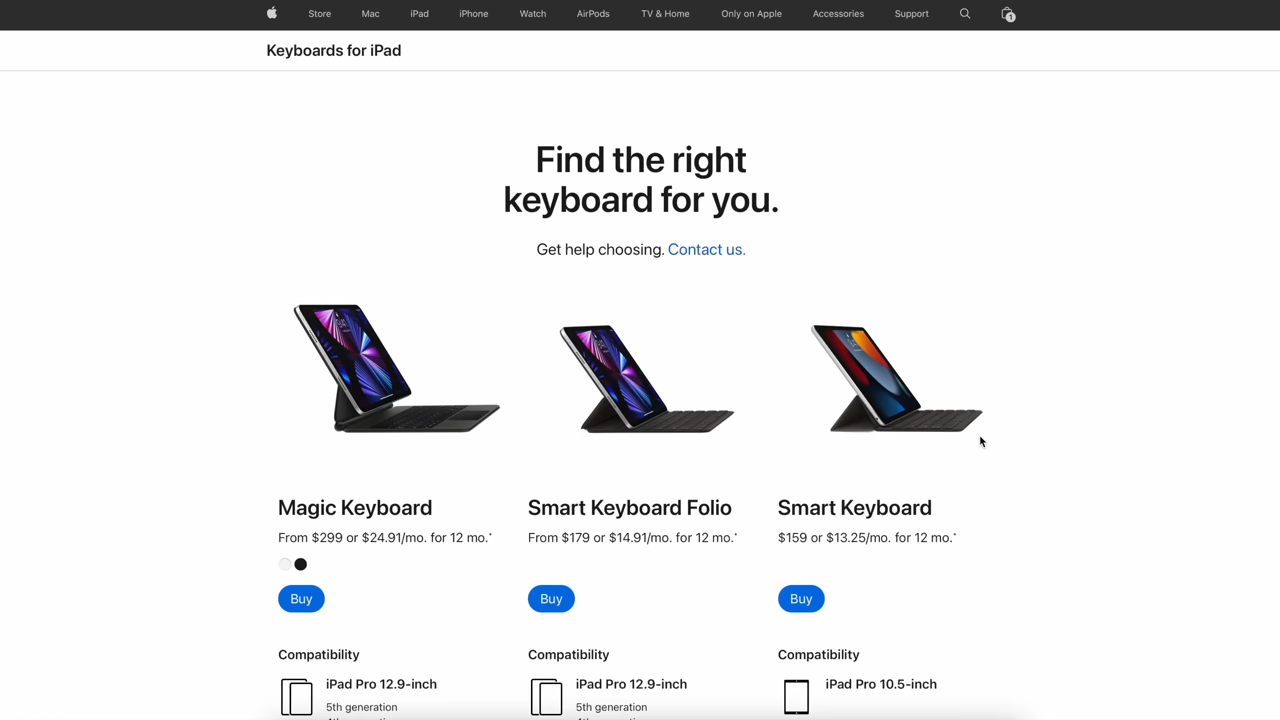 Store Mac iPad iPhone Watch AirPods TV & Home Only on Apple Accessories Support 1
Keyboards for iPad
Find the right
keyboard for you.
Get help choosing. Contact us.
Magic Keyboard
From $299 or $24.91/mo. for 12 mo.*
Buy
Compatibility
iPad Pro 12.9-inch
5th generation
Smart Keyboard Folio
From $179 or $14.91/mo. for 12 mo.*
Buy
Compatibility
iPad Pro 12.9-inch
5th generation
Smart Keyboard
$159 or $13.25/mo. for 12 mo.*
Buy
Compatibility
iPad Pro 10.5-inch